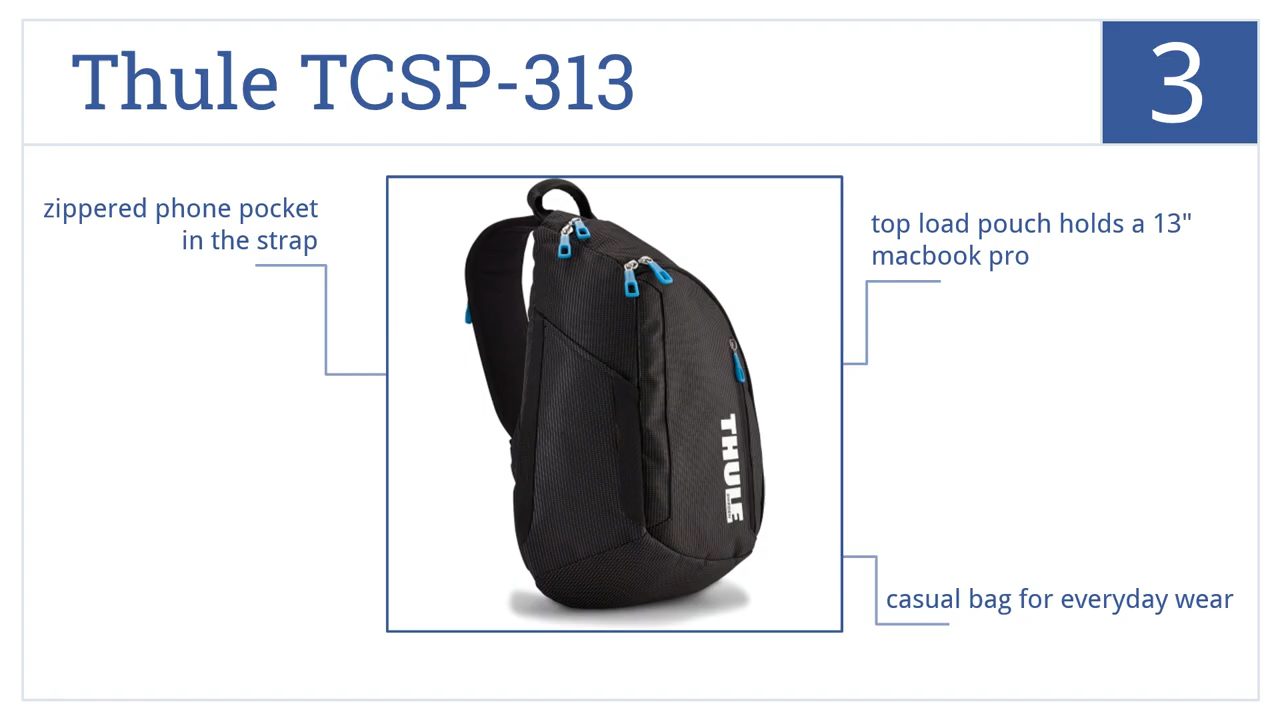 Thule TCSP-313
3
zippered phone pocket
in the strap
top load pouch holds a 13"
macbook pro
THULE
casual bag for everyday wear